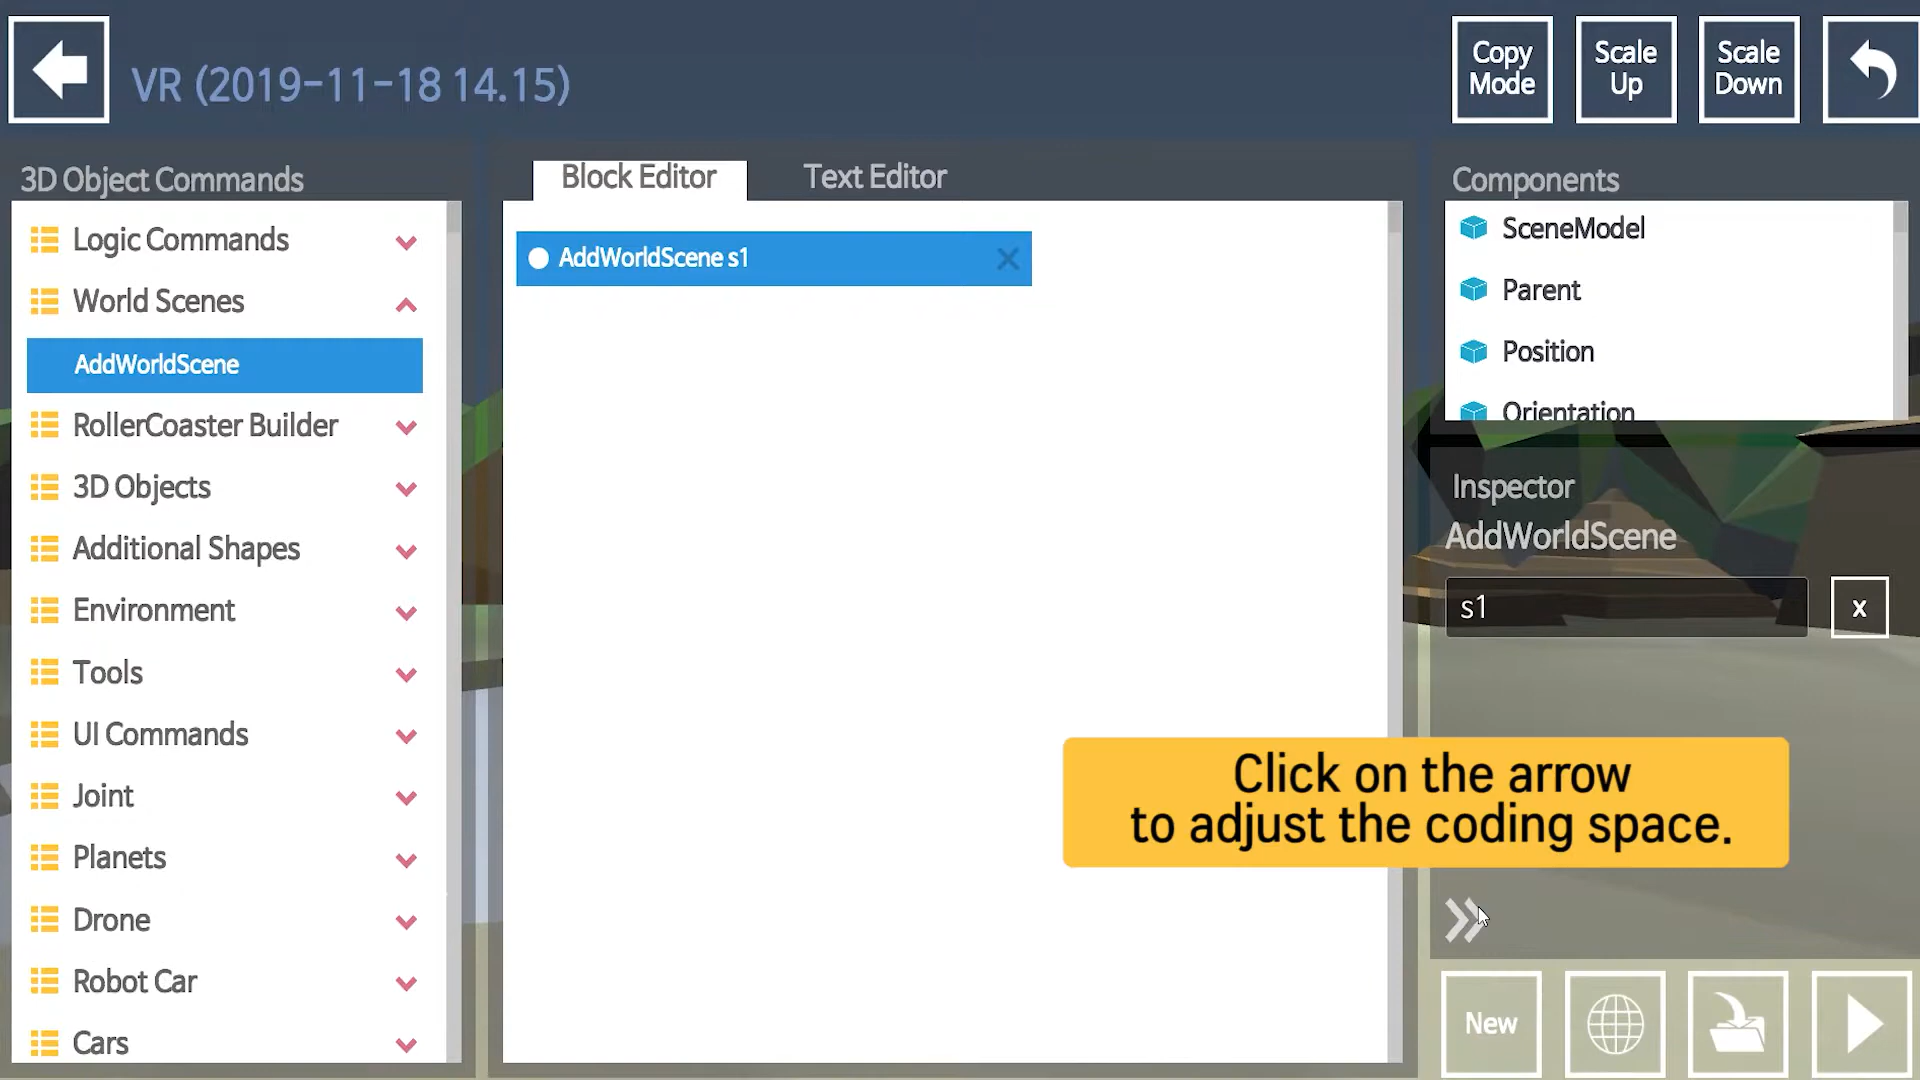 VR (2019-11-18 14.15)
Copy
Mode
Scale
Up
Scale
Down
3D Object Commands
Logic Commands
World Scenes
AddWorldScene
RollerCoaster Builder
3D Objects
Additional Shapes
Environment
Tools
UI Commands
Joint
Planets
Drone
Robot Car
Cars
Block Editor
Text Editor
AddWorldScene s1
Components
SceneModel
Parent
Position
Orientation
Inspector
AddWorldScene
s1
x
Click on the arrow
to adjust the coding space.
New